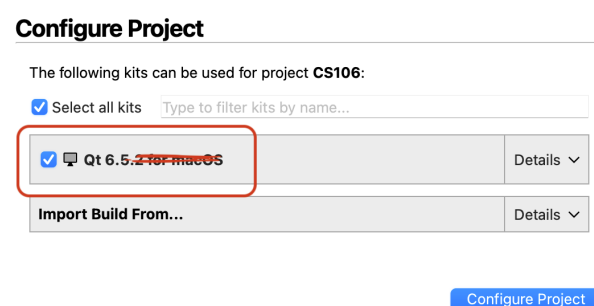 Configure Project
The following kits can be used for project CS106:
Select all kits Type to filter kits by name...
Qt 6.5.2 for macOS Details
Import Build From... Details
Configure Project